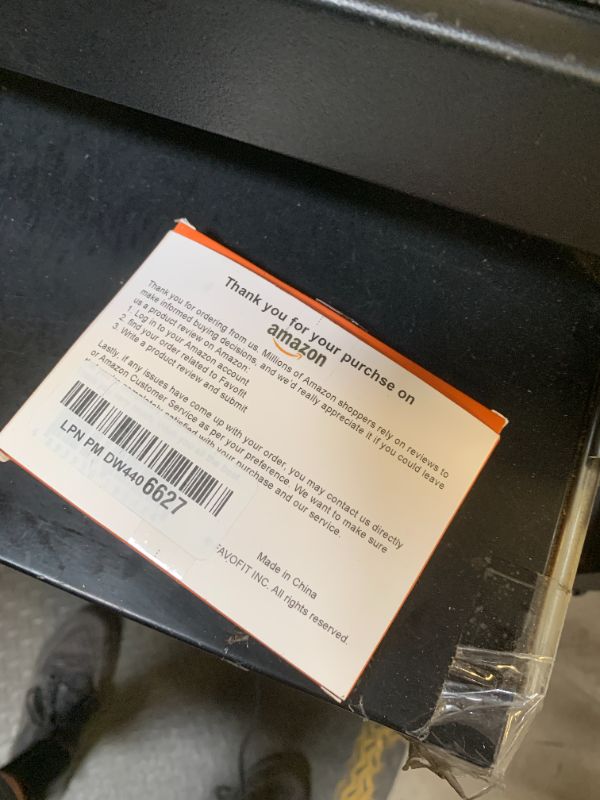 Thank you for your purchse on
amazon
Thank you for ordering from us. Millions of Amazon shoppers rely on reviews to
make informed buying decisions, and we'd really appreciate it if you could leave
us a product review on Amazon:
1. Log in to your Amazon account
2. find your order related to Favofit
3. Write a product review and submit
Lastly, if any issues have come up with your order, you may contact us directly
or Amazon Customer Service as per your preference. We want to make sure
completely satisfied with your purchase and our service.
LPN PM DW4406627
Made in China
FAVOFIT INC. All rights reserved.